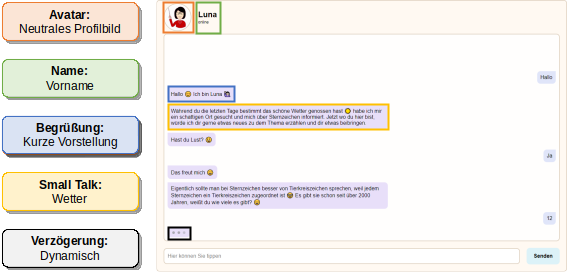 Avatar:
Neutrales Profilbild
Name:
Vorname
Begrüßung:
Kurze Vorstellung
Small Talk:
Wetter
Verzögerung:
Dynamisch
Luna
online
Hallo
Hallo 😊 Ich bin Luna
Während du die letzten Tage bestimmt das schöne Wetter genossen hast 🌞 habe ich mir
ein schattigen Ort gesucht und mich über Sternzeichen informiert. Jetzt wo du hier bist,
würde ich dir gerne etwas neues zu dem Thema erzählen und dir etwas beibringen.
Hast du Lust? 😉
Ja
Das freut mich 😊
Eigentlich sollte man bei Sternzeichen besser von Tierkreiszeichen sprechen, weil jedem
Sternzeichen ein Tierkreiszeichen zugeordnet ist 🤓 Es gibt sie schon seit über 2000
Jahren, weißt du wie viele es gibt? 😉
12
Hier können Sie tippen
Senden